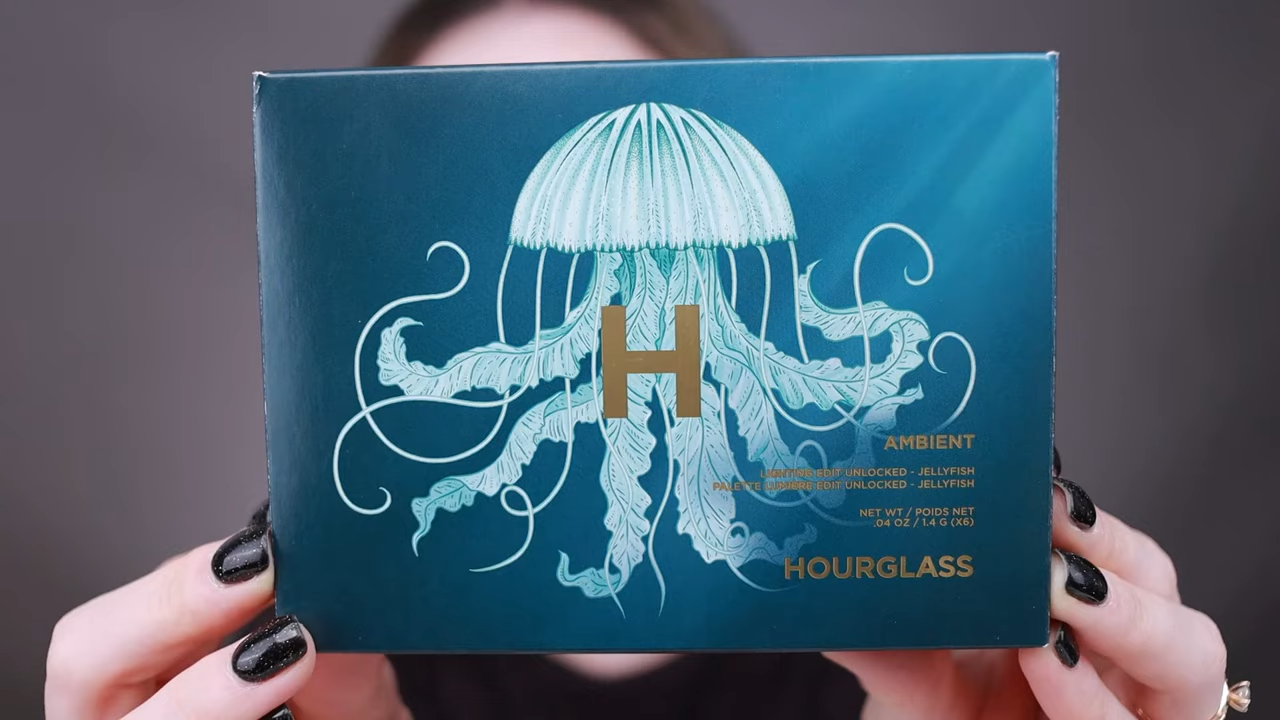 H
AMBIENT
LIGHTING EDIT UNLOCKED - JELLYFISH
PALETTE LUMIÈRE EDIT UNLOCKED - JELLYFISH
NET WT / POIDS NET
.04 OZ / 1.4 G (X6)
HOURGLASS